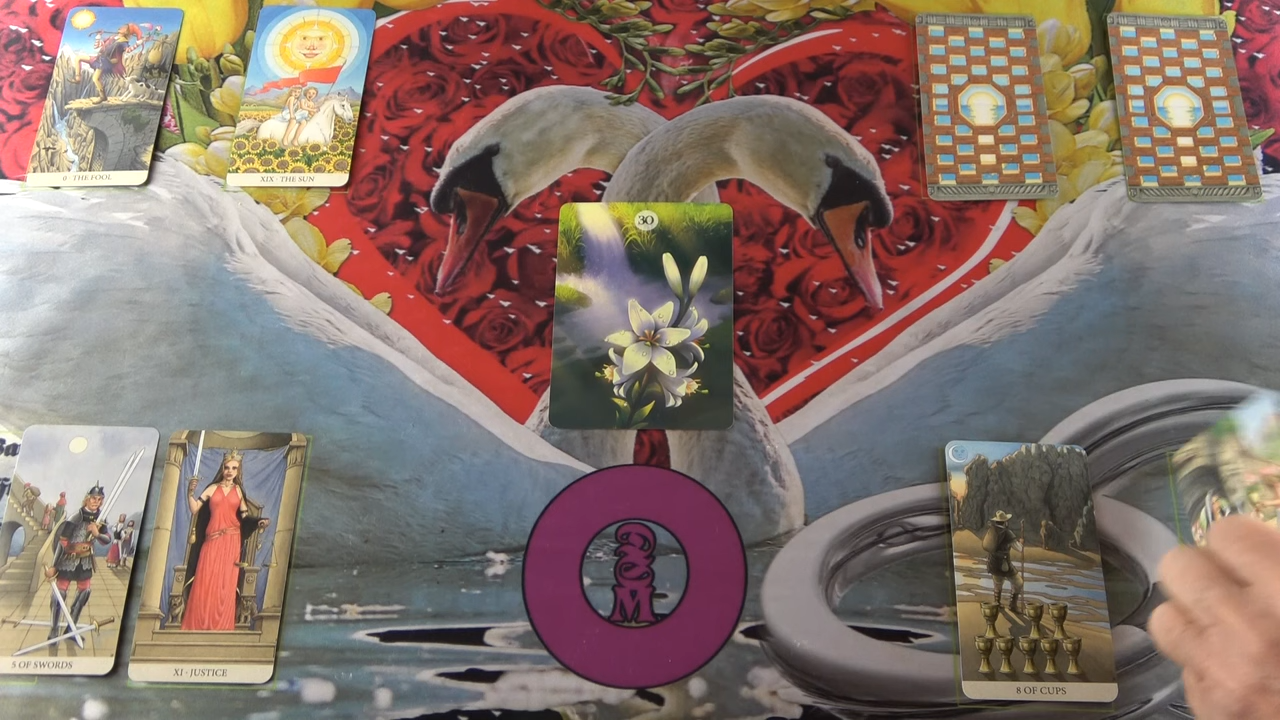 0 THE FOOL
XIX - THE SUN
30
5 OF SWORDS
XI - JUSTICE
8 OF CUPS